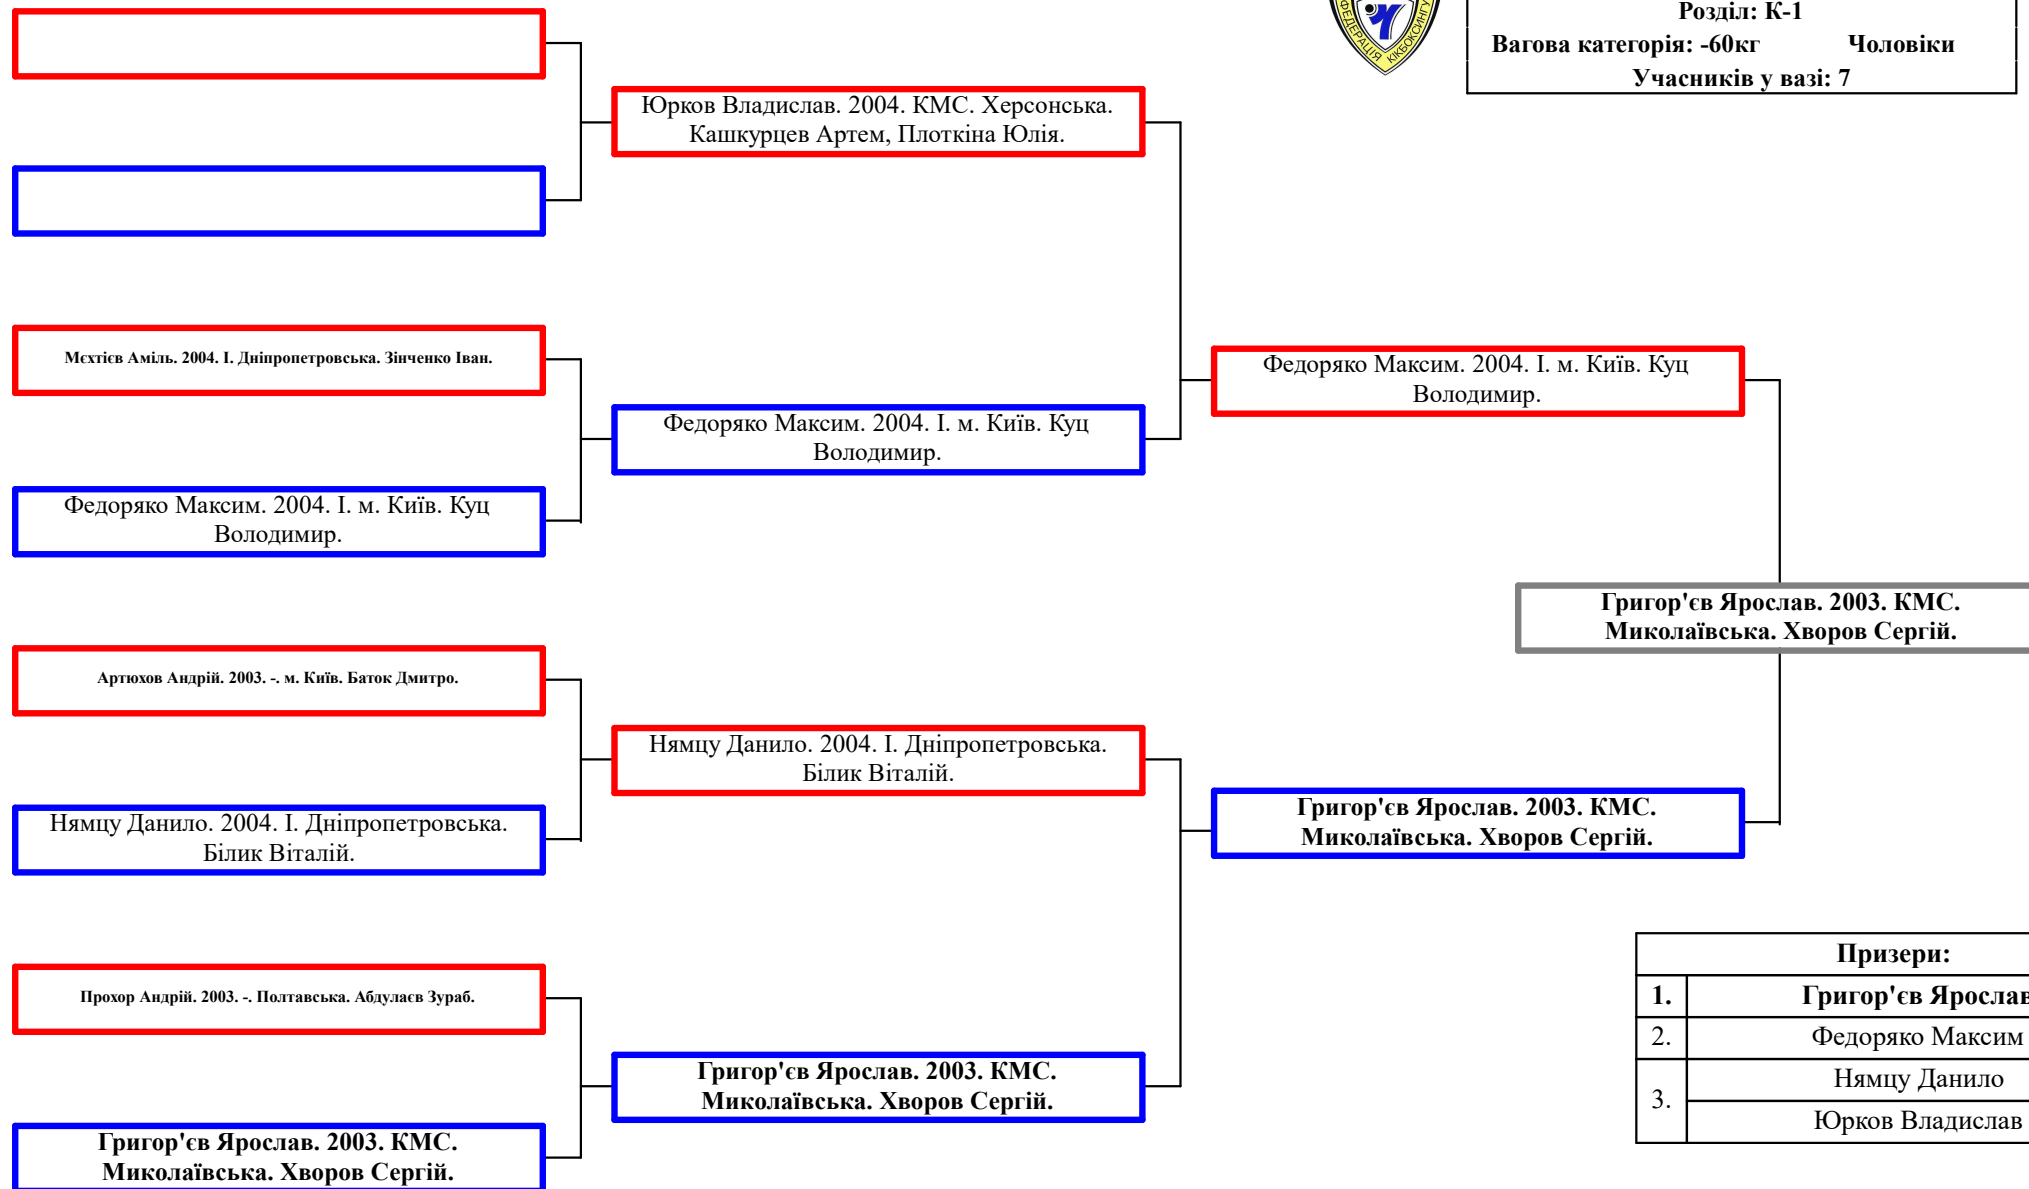 ФЕДЕРАЦІЯ КІКБОКСИНГУ
Розділ: К-1
Вагова категорія: -60кг Чоловіки
Учасників у вазі: 7
Юрков Владислав. 2004. КМС. Херсонська.
Кашкурцев Артем, Плоткіна Юлія.
Мєхтієв Аміль. 2004. І. Дніпропетровська. Зінченко Іван.
Федоряко Максим. 2004. І. м. Київ. Куц
Володимир.
Федоряко Максим. 2004. І. м. Київ. Куц
Володимир.
Федоряко Максим. 2004. І. м. Київ. Куц
Володимир.
Григор'єв Ярослав. 2003. КМС.
Миколаївська. Хворов Сергій.
Артюхов Андрій. 2003. -. м. Київ. Баток Дмитро.
Нямцу Данило. 2004. І. Дніпропетровська.
Білик Віталій.
Нямцу Данило. 2004. І. Дніпропетровська.
Білик Віталій.
Григор'єв Ярослав. 2003. КМС.
Миколаївська. Хворов Сергій.
Прохор Андрій. 2003. -. Полтавська. Абдулаєв Зураб.
Григор'єв Ярослав. 2003. КМС.
Миколаївська. Хворов Сергій.
Григор'єв Ярослав. 2003. КМС.
Миколаївська. Хворов Сергій.
Призери:
1. Григор'єв Ярослав
2. Федоряко Максим
3. Нямцу Данило
Юрков Владислав